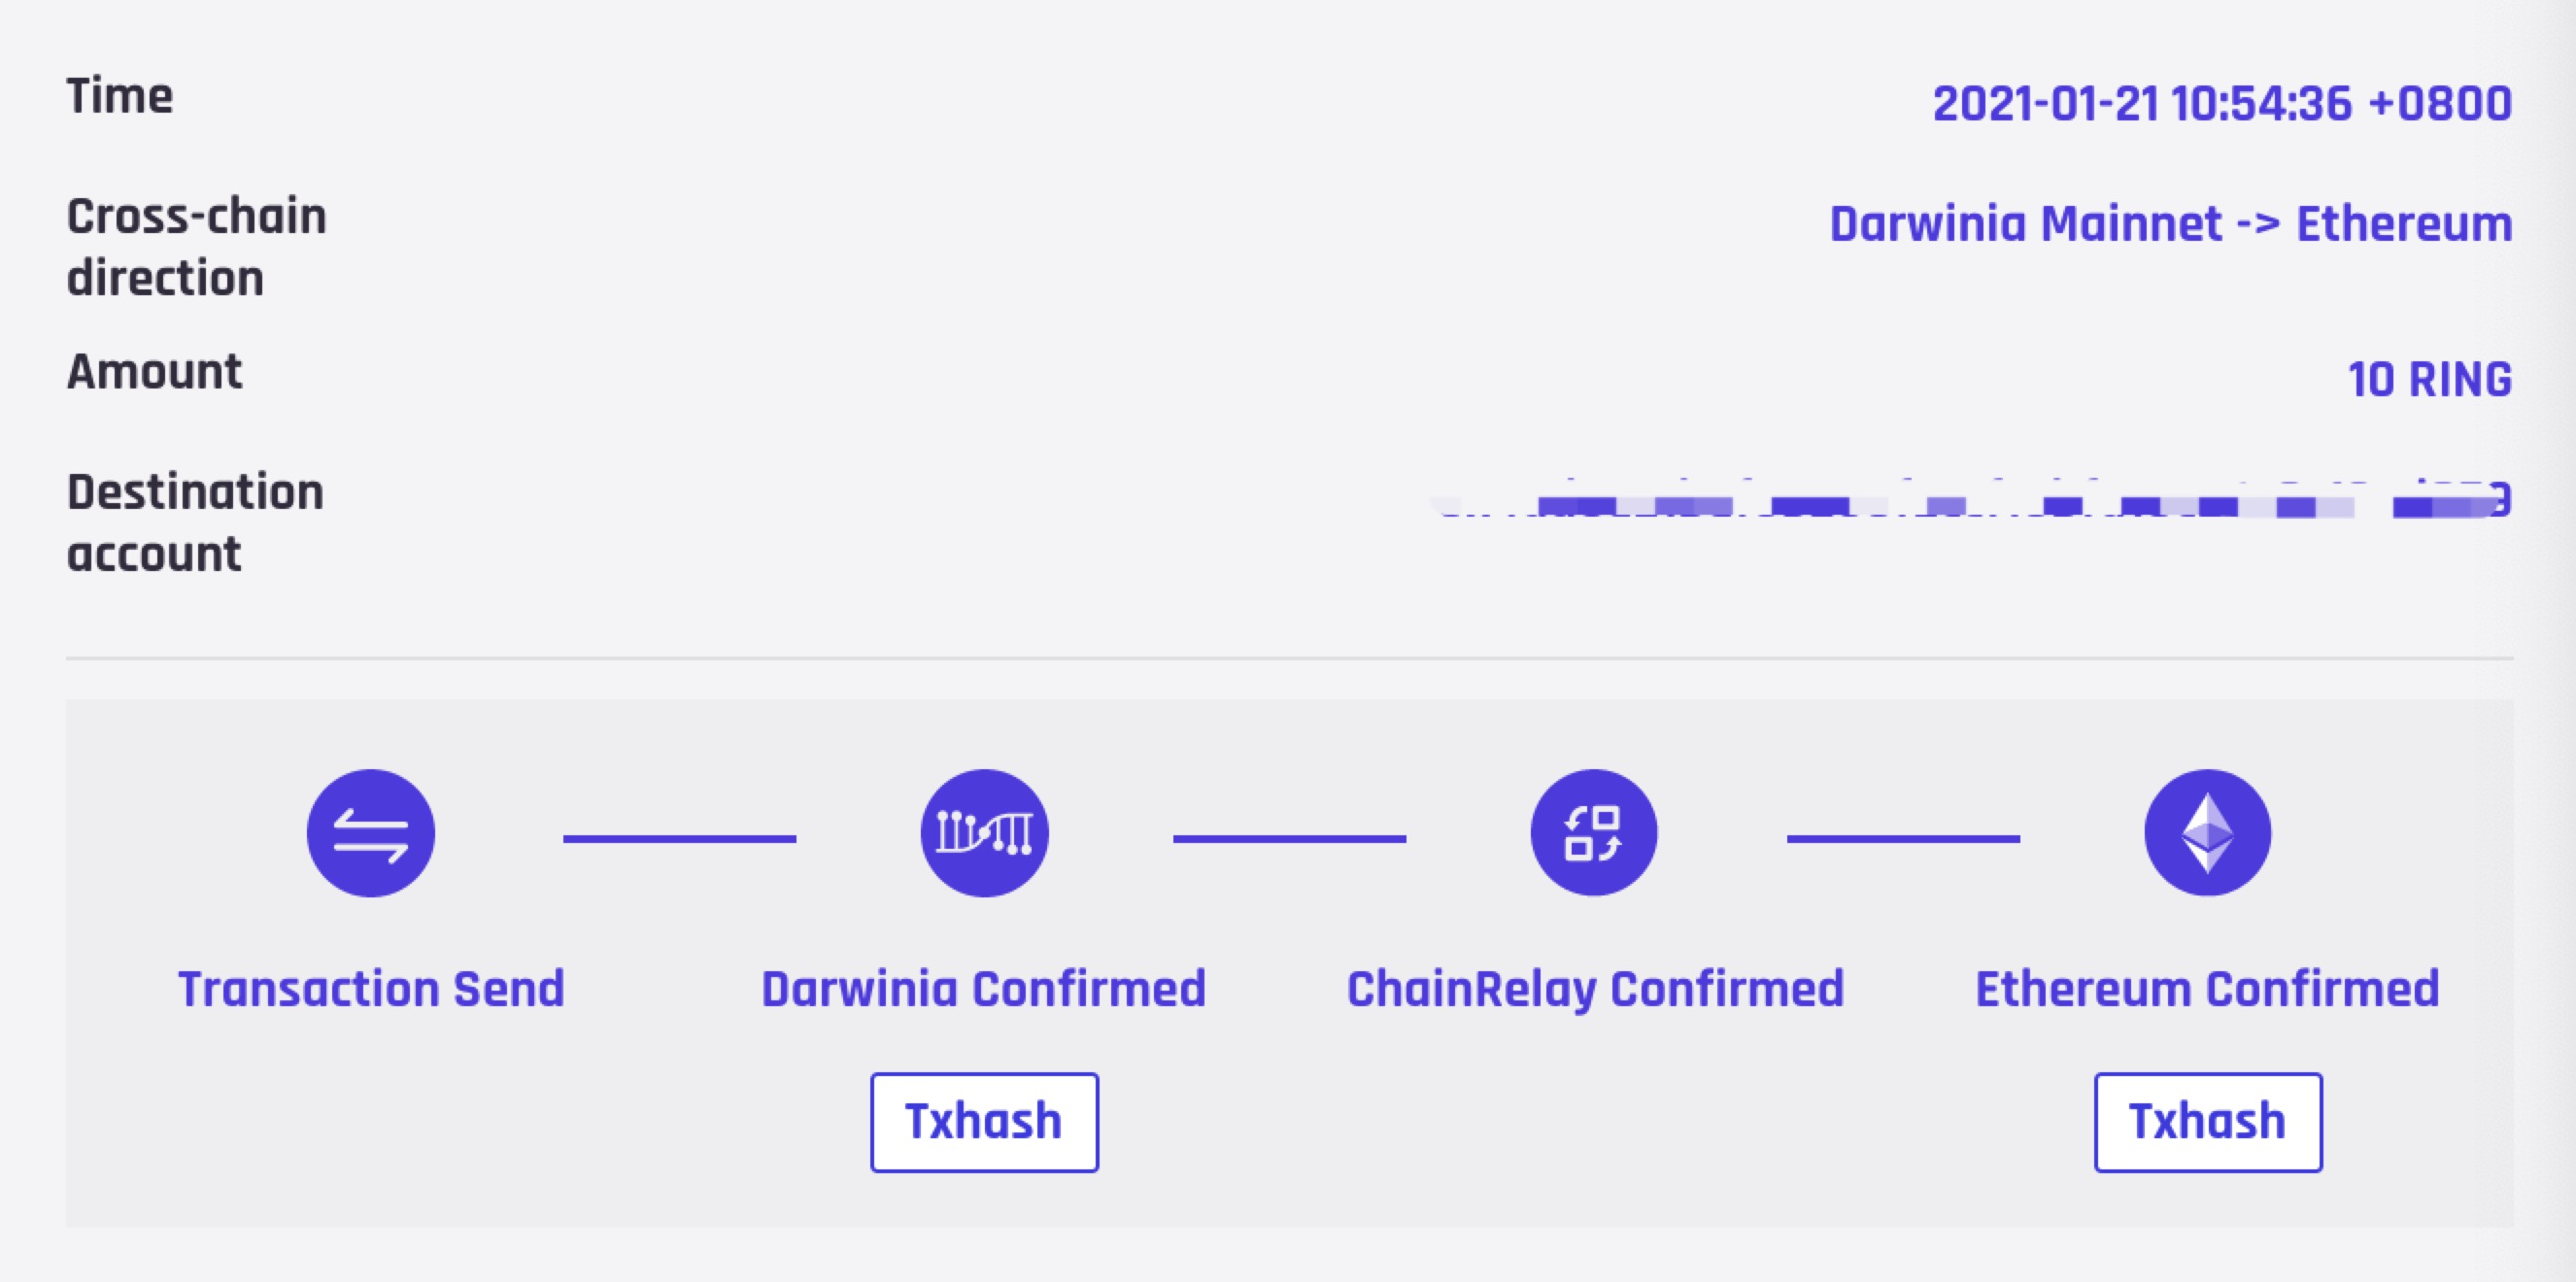 Time
2021-01-21 10:54:36 +0800
Cross-chain
direction
Darwinia Mainnet -> Ethereum
Amount
10 RING
Destination
account
Transaction Send
Darwinia Confirmed
ChainRelay Confirmed
Ethereum Confirmed
Txhash
Txhash